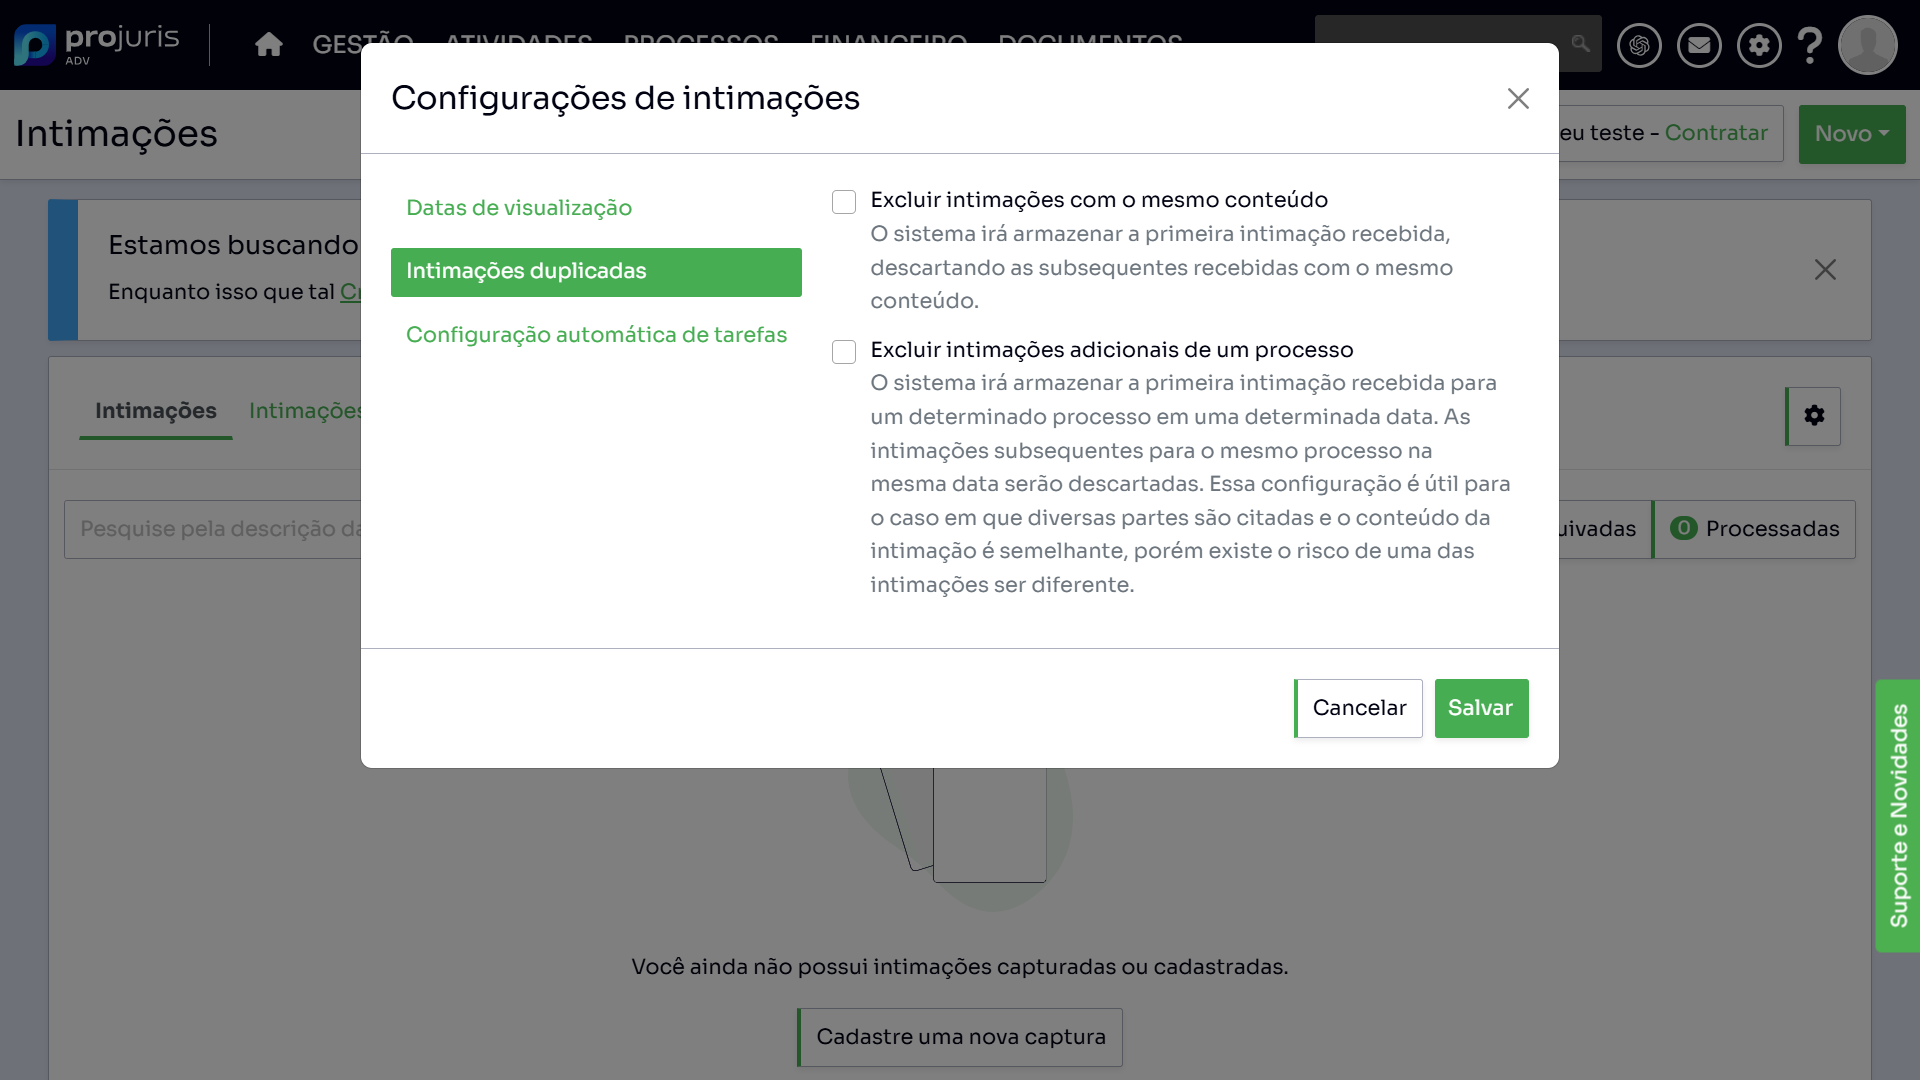 projuris
ADV
GESTÃO
ATIVIDADES
PROCESSOS
FINANCEIRO
DOCUMENTOS
Configurações de intimações
Intimações
eu teste - Contratar
Novo
Datas de visualização
Intimações duplicadas
Configuração automática de tarefas
Excluir intimações com o mesmo conteúdo
O sistema irá armazenar a primeira intimação recebida,
descartando as subsequentes recebidas com o mesmo
conteúdo.
Excluir intimações adicionais de um processo
O sistema irá armazenar a primeira intimação recebida para
um determinado processo em uma determinada data. As
intimações subsequentes para o mesmo processo na
mesma data serão descartadas. Essa configuração é útil para
o caso em que diversas partes são citadas e o conteúdo da
intimação é semelhante, porém existe o risco de uma das
intimações ser diferente.
Cancelar
Salvar
Estamos buscando
Enquanto isso que tal
Intimações
Intimações
Pesquise pela descrição
0 Processadas
Você ainda não possui intimações capturadas ou cadastradas.
Cadastre uma nova captura
Suporte e Novidades